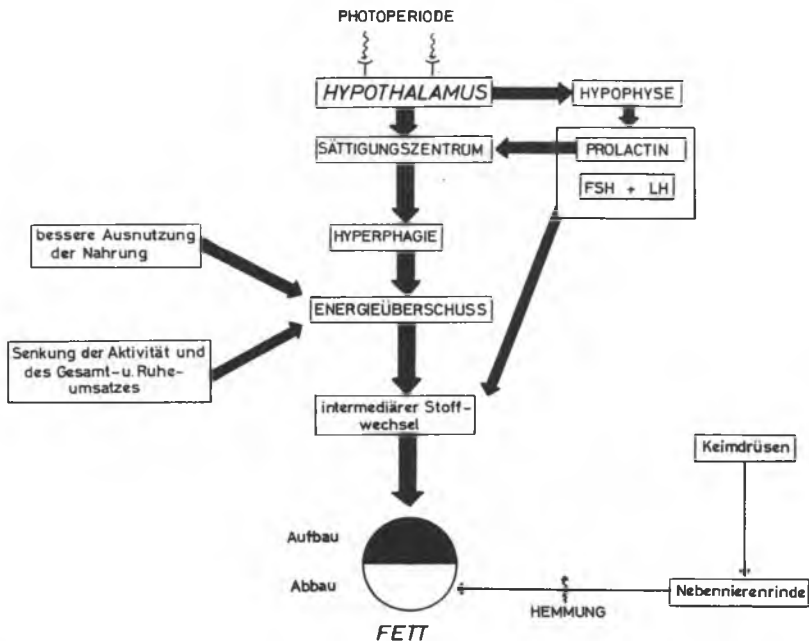 PHOTOPERIODE
HYPOTHALAMUS
HYPOPHYSE
SÄTTIGUNGSZENTRUM
PROLACTIN
FSH + LH
bessere Ausnutzung
der Nahrung
HYPERPHAGIE
ENERGIEÜBERSCHUSS
Senkung der Aktivität und
des Gesamt-u. Ruhe-
umsatzes
intermediärer Stoff-
wechsel
Keimdrüsen
Aufbau
Abbau
HEMMUNG
Nebennierenrinde
FETT